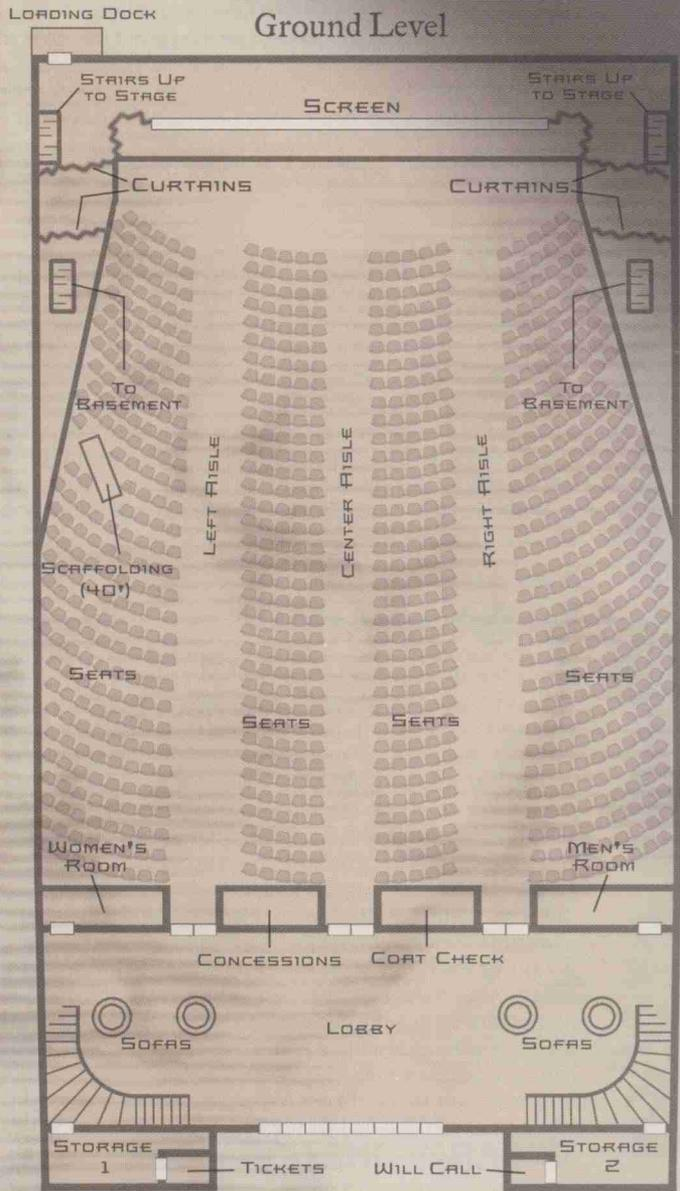 Loading Dock
Ground Level
Stairs Up
to Stage
Stairs Up
to Stage
Screen
Curtains
Curtains
To
Basement
To
Basement
Left Aisle
Center Aisle
Right Aisle
Scaffolding
(40')
Seats
Seats
Seats
Seats
Women's
Room
Men's
Room
Concessions
Coat Check
Lobby
Sofas
Sofas
Storage
1
Tickets
Will Call
Storage
2